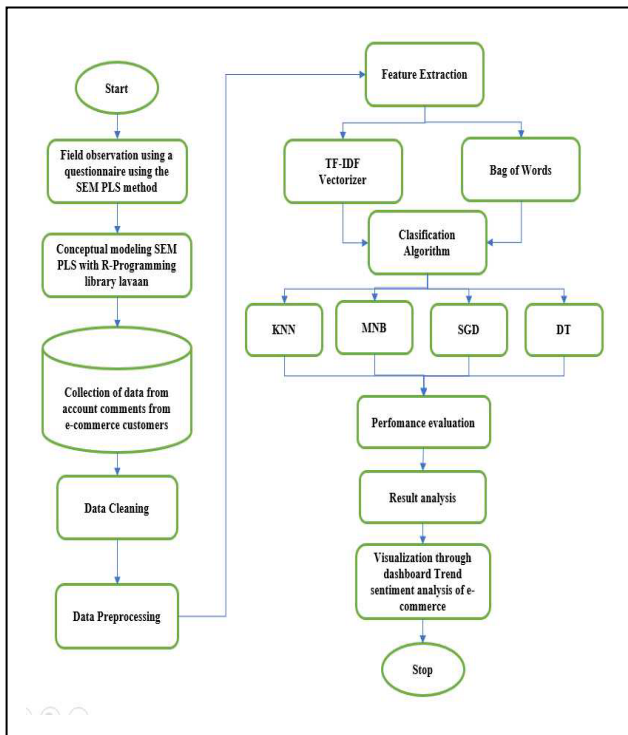 Start
Field observation using a
questionnaire using the
SEM PLS method
Conceptual modeling SEM
PLS with R-Programming
library lavaan
Collection of data from
account comments from
e-commerce customers
Data Cleaning
Data Preprocessing
Feature Extraction
TF-IDF
Vectorizer
Bag of Words
Clasification
Algorithm
KNN
MNB
SGD
DT
Perfomance evaluation
Result analysis
Visualization through
dashboard Trend
sentiment analysis of e-
commerce
Stop